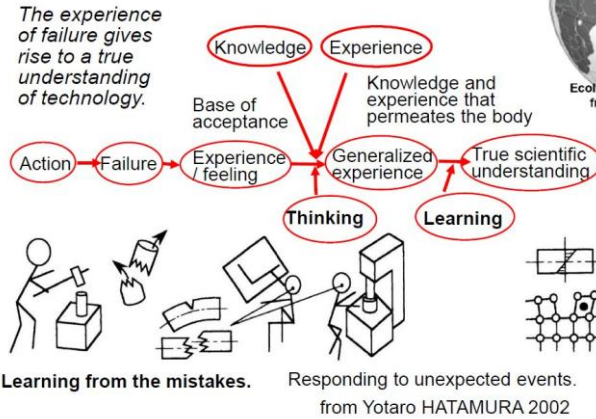 The experience
of failure gives
rise to a true
understanding
of technology.
Knowledge
Experience
Base of
acceptance
Knowledge and
experience that
permeates the body
Action
Failure
Experience
/ feeling
Generalized
experience
True scientific
understanding
Thinking
Learning
Learning from the mistakes.
Responding to unexpected events.
from Yotaro HATAMURA 2002